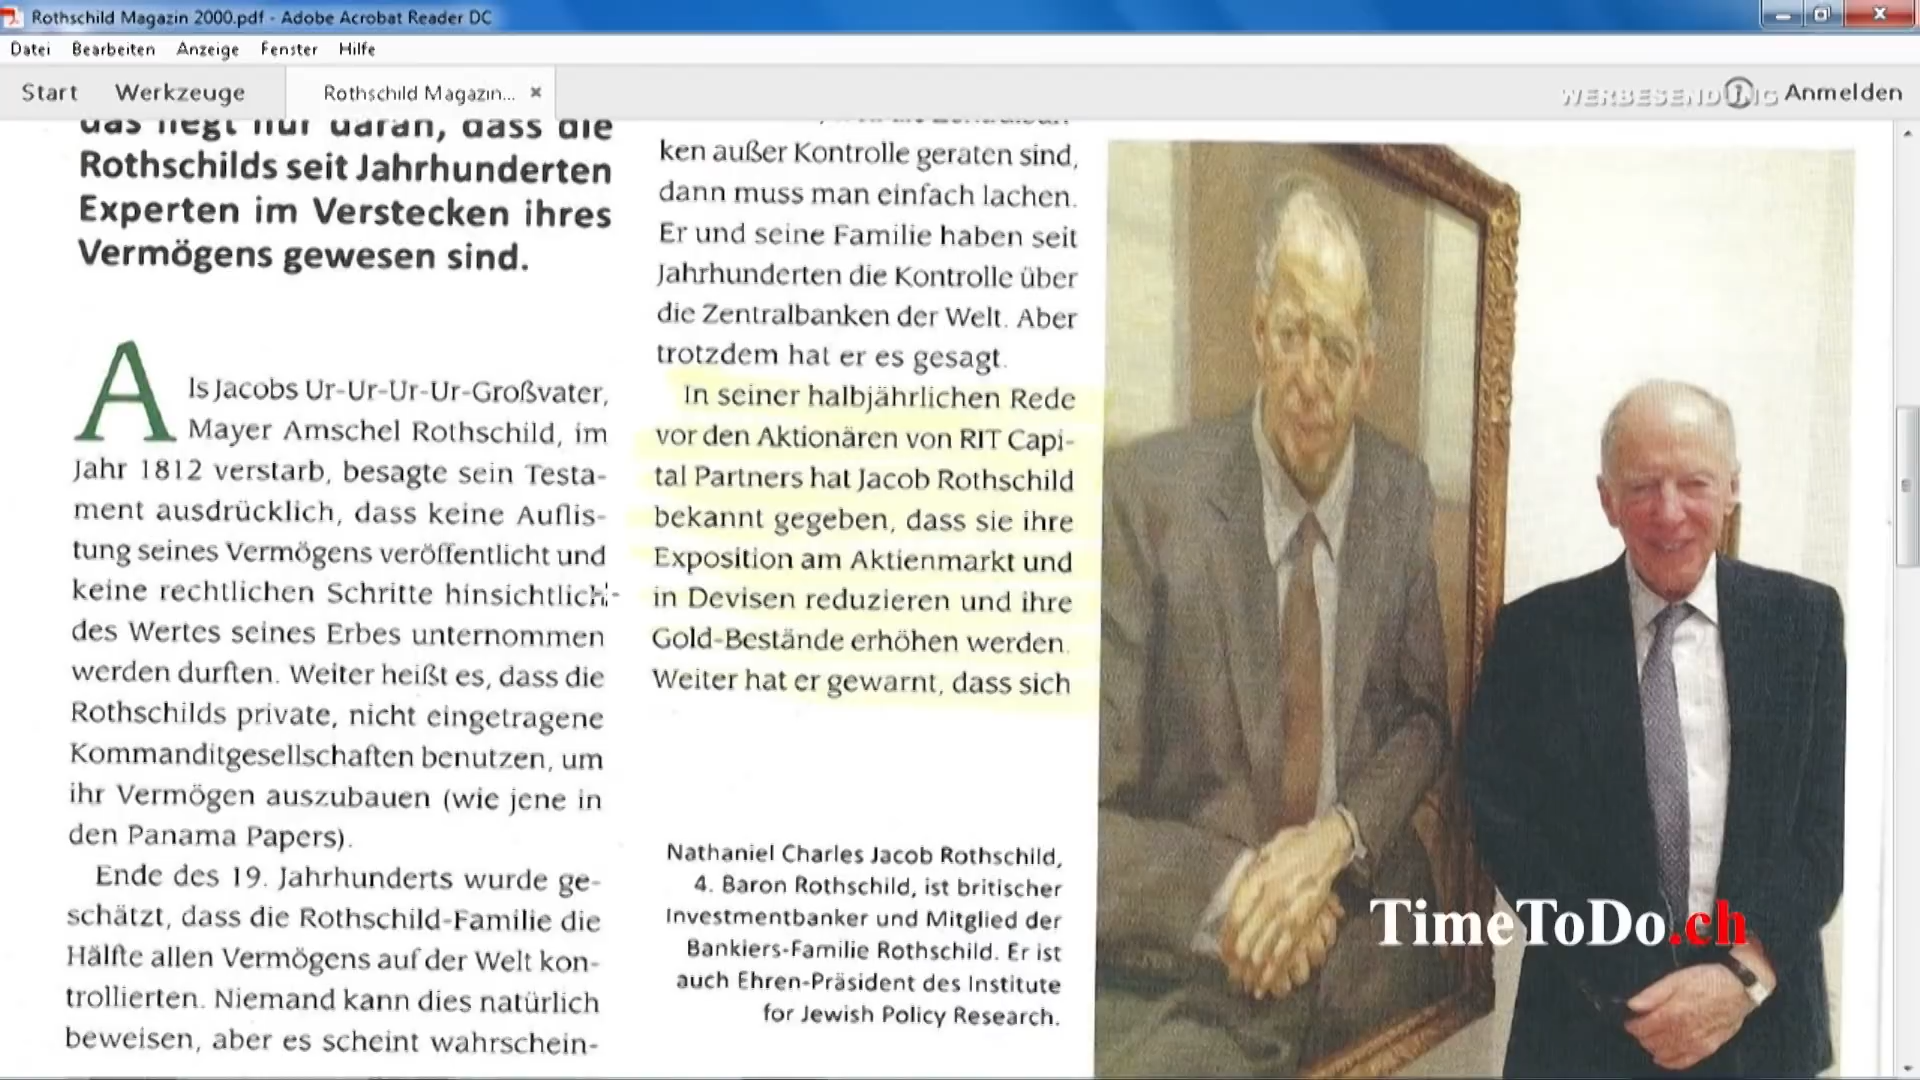 Rothschild Magazin 2000.pdf - Adobe Acrobat Reader DC
Datei Bearbeiten Anzeige Fenster Hilfe
Start Werkzeuge Rothschild Magazin... × WERBESENDUNG Anmelden
das liegt nur daran, dass die
Rothschilds seit Jahrhunderten
Experten im Verstecken ihres
Vermögens gewesen sind.
Als Jacobs Ur-Ur-Ur-Ur-Großvater,
Mayer Amschel Rothschild, im
Jahr 1812 verstarb, besagte sein Testa-
ment ausdrücklich, dass keine Auflis-
tung seines Vermögens veröffentlicht und
keine rechtlichen Schritte hinsichtlich
des Wertes seines Erbes unternommen
werden durften. Weiter heißt es, dass die
Rothschilds private, nicht eingetragene
Kommanditgesellschaften benutzen, um
ihr Vermögen auszubauen (wie jene in
den Panama Papers).
Ende des 19. Jahrhunderts wurde ge-
schätzt, dass die Rothschild-Familie die
Hälfte allen Vermögens auf der Welt kon-
trollierten. Niemand kann dies natürlich
beweisen, aber es scheint wahrschein-
ken außer Kontrolle geraten sind,
dann muss man einfach lachen.
Er und seine Familie haben seit
Jahrhunderten die Kontrolle über
die Zentralbanken der Welt. Aber
trotzdem hat er es gesagt.
In seiner halbjährlichen Rede
vor den Aktionären von RIT Capi-
tal Partners hat Jacob Rothschild
bekannt gegeben, dass sie ihre
Exposition am Aktienmarkt und
in Devisen reduzieren und ihre
Gold-Bestände erhöhen werden.
Weiter hat er gewarnt, dass sich
Nathaniel Charles Jacob Rothschild,
4. Baron Rothschild, ist britischer
Investmentbanker und Mitglied der
Bankiers-Familie Rothschild. Er ist
auch Ehren-Präsident des Institute
for Jewish Policy Research.
TimeToDo.ch